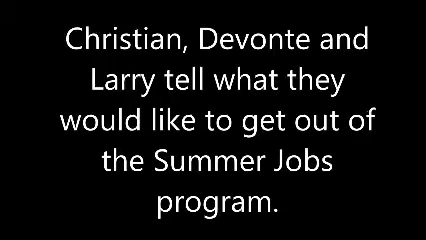 Christian, Devonte and
Larry tell what they
would like to get out of
the Summer Jobs
program.